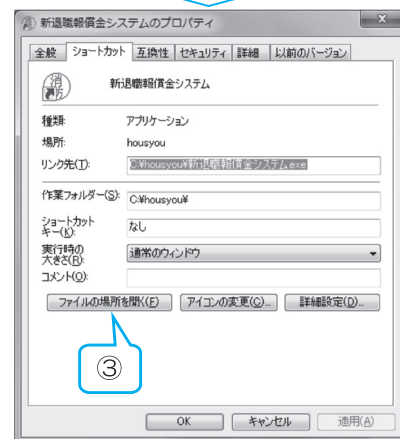 新退職報償金システムのプロパティ
全般 ショートカット 互換性 セキュリティ 詳細 以前のバージョン
消防
新退職報償金システム
種類: アプリケーション
場所: housyou
リンク先(T): C:¥housyou¥新退職報償金システム.exe
作業フォルダー(S): C:¥housyou¥
ショートカット
キー(K): なし
実行時の
大きさ(R): 通常のウィンドウ
コメント(O):
ファイルの場所を開く(F) アイコンの変更(C)... 詳細設定(D)...
③
OK キャンセル 適用(A)